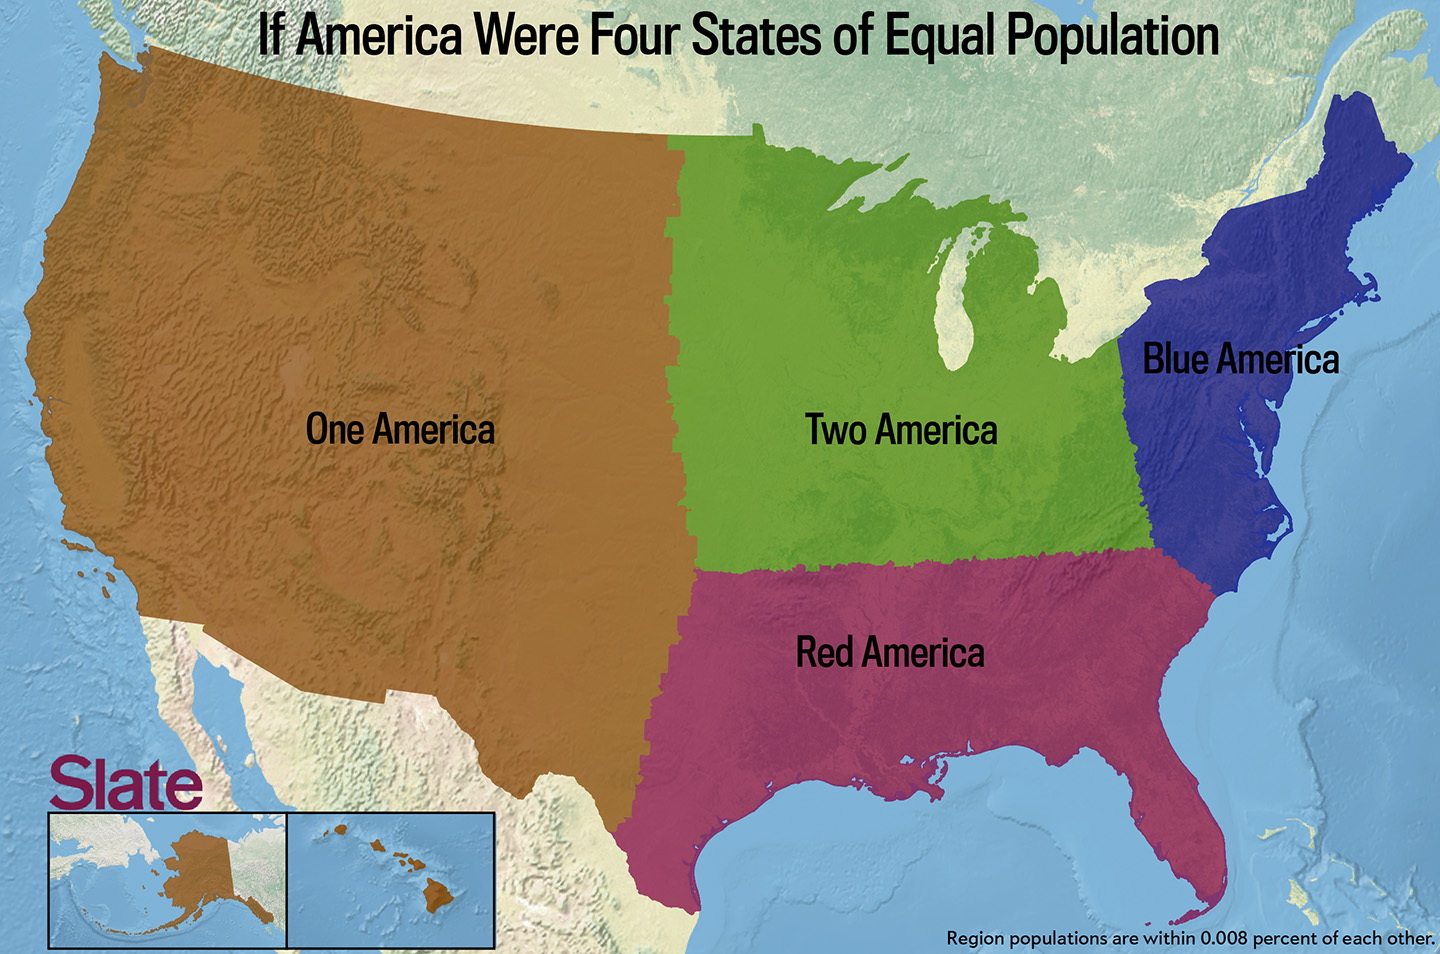 If America Were Four States of Equal Population
Blue America
One America
Two America
Red America
Slate
Region populations are within 0.008 percent of each other.